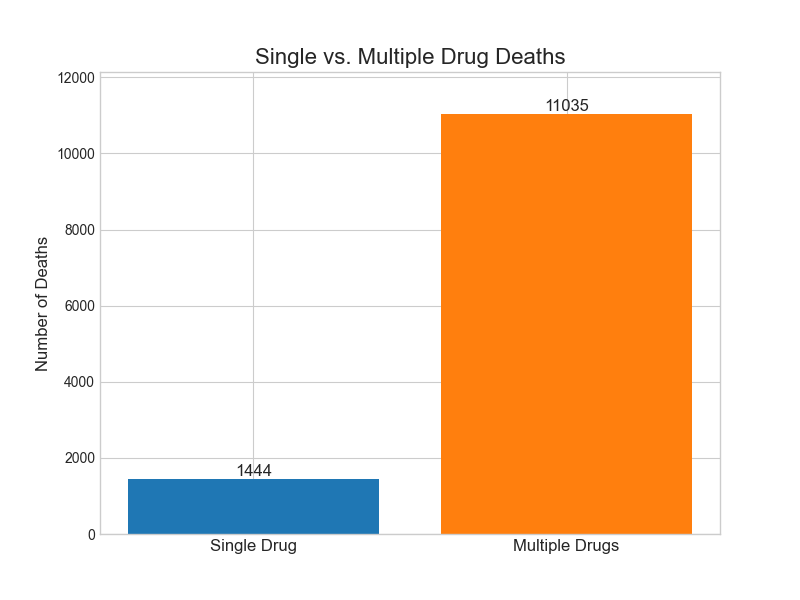 Single vs. Multiple Drug Deaths
12000
11035
10000
8000
Number of Deaths
6000
4000
2000
1444
0
Single Drug
Multiple Drugs